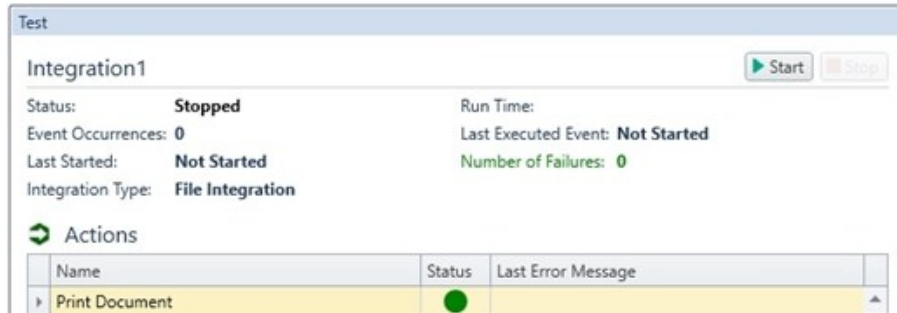 Test
Integration1
Start Stop
Status: Stopped Run Time:
Event Occurrences: 0 Last Executed Event: Not Started
Last Started: Not Started Number of Failures: 0
Integration Type: File Integration
Actions
Name Status Last Error Message
Print Document